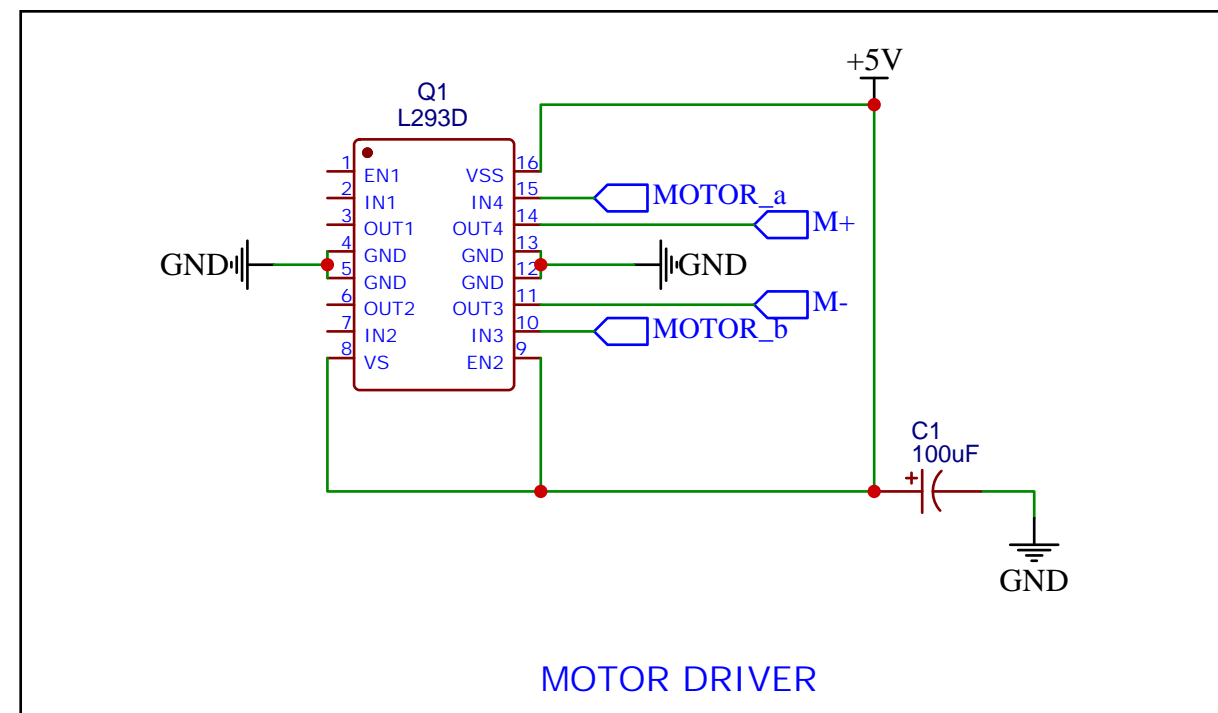 +5V
Q1
L293D
1 EN1 VSS 16
2 IN1 IN4 15 MOTOR_a
3 OUT1 OUT4 14 M+
4 GND GND 13
GND GND
5 GND GND 12
6 OUT2 OUT3 11 M-
7 IN2 IN3 10 MOTOR_b
8 VS EN2 9
C1
100uF
+
GND
MOTOR DRIVER